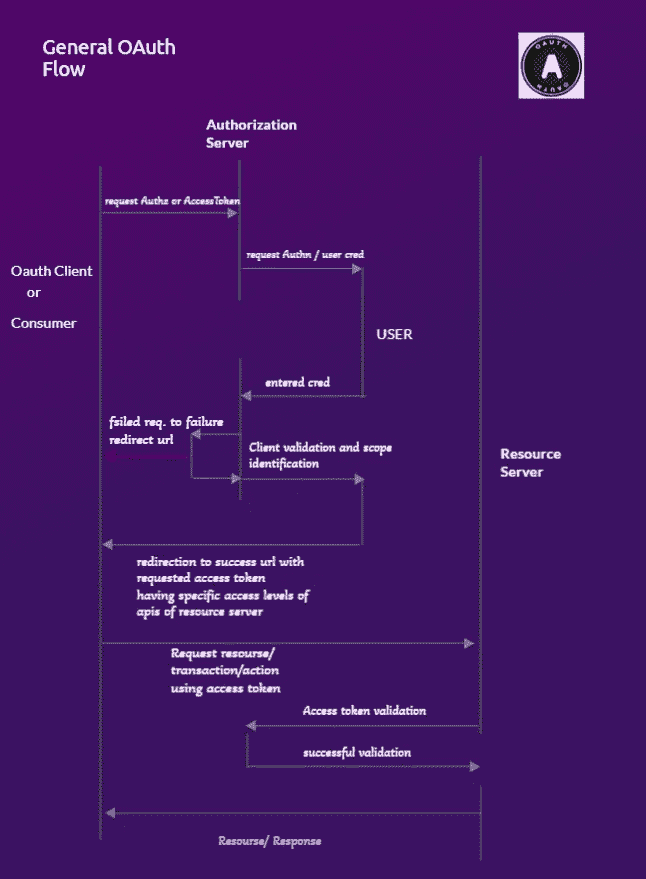 General OAuth
Flow
OAUTH
A
OAUTH
Authorization
Server
request Authz or AccessToken
request Authn / user cred
Oauth Client
or
Consumer
USER
entered cred
fsiled req. to failure
redirect url
Client validation and scope
identification
Resource
Server
redirection to success url with
requested access token
having specific access levels of
apis of resource server
Request resourse/
transaction/action
using access token
Access token validation
successful validation
Resourse/ Response